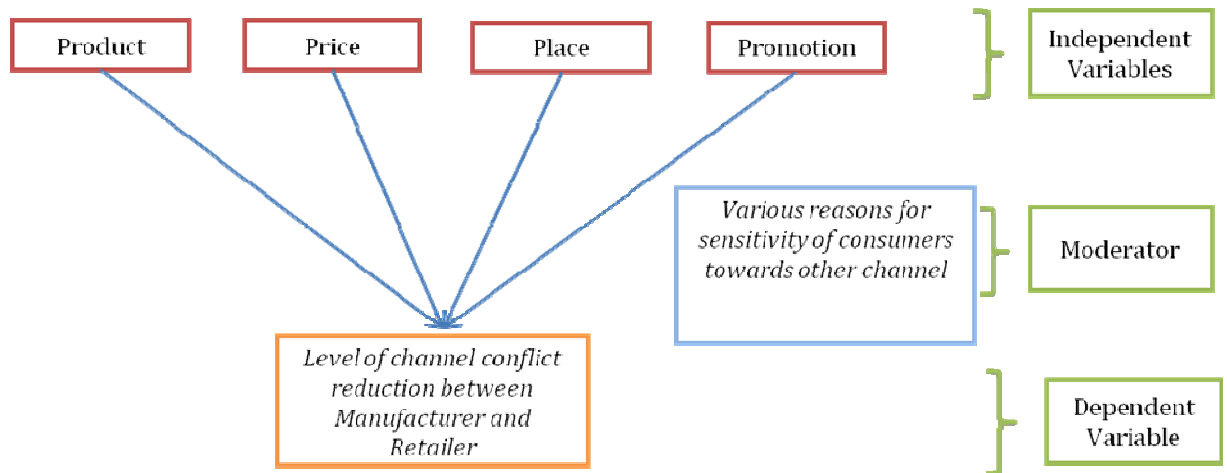 Product
Price
Place
Promotion
Independent
Variables
Various reasons for
sensitivity of consumers
towards other channel
Moderator
Level of channel conflict
reduction between
Manufacturer and
Retailer
Dependent
Variable